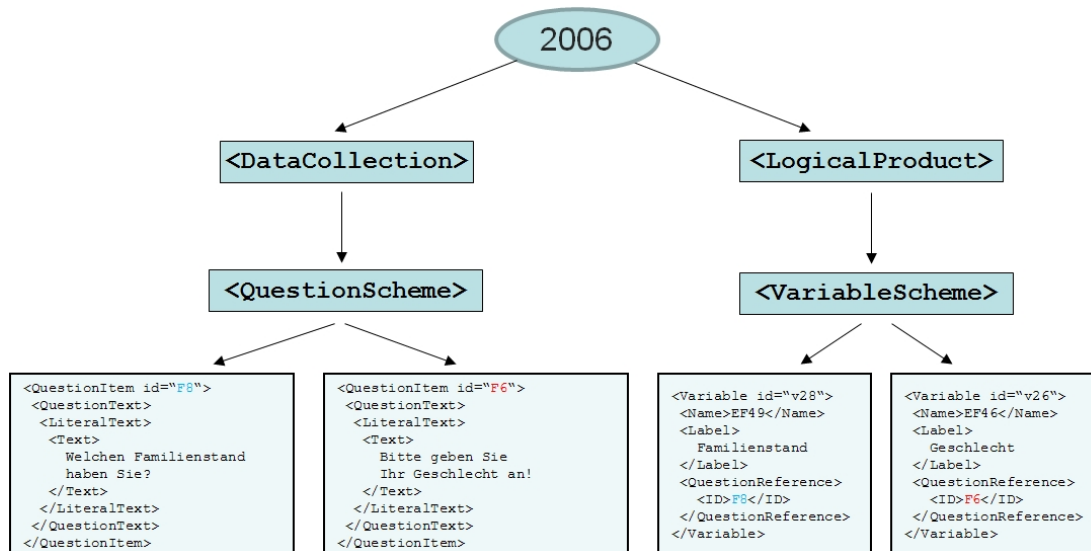 2006
<DataCollection>
<LogicalProduct>
<QuestionScheme>
<VariableScheme>
<QuestionItem id=“F8“>
<QuestionText>
<LiteralText>
<Text>
Welchen Familienstand
haben Sie?
</Text>
</LiteralText>
</QuestionText>
</QuestionItem>
<QuestionItem id=“F6“>
<QuestionText>
<LiteralText>
<Text>
Bitte geben Sie
Ihr Geschlecht an!
</Text>
</LiteralText>
</QuestionText>
</QuestionItem>
<Variable id=“v28“>
<Name>EF49</Name>
<Label>
Familienstand
</Label>
<QuestionReference>
<ID>F8</ID>
</QuestionReference>
</Variable>
<Variable id=“v26“>
<Name>EF46</Name>
<Label>
Geschlecht
</Label>
<QuestionReference>
<ID>F6</ID>
</QuestionReference>
</Variable>